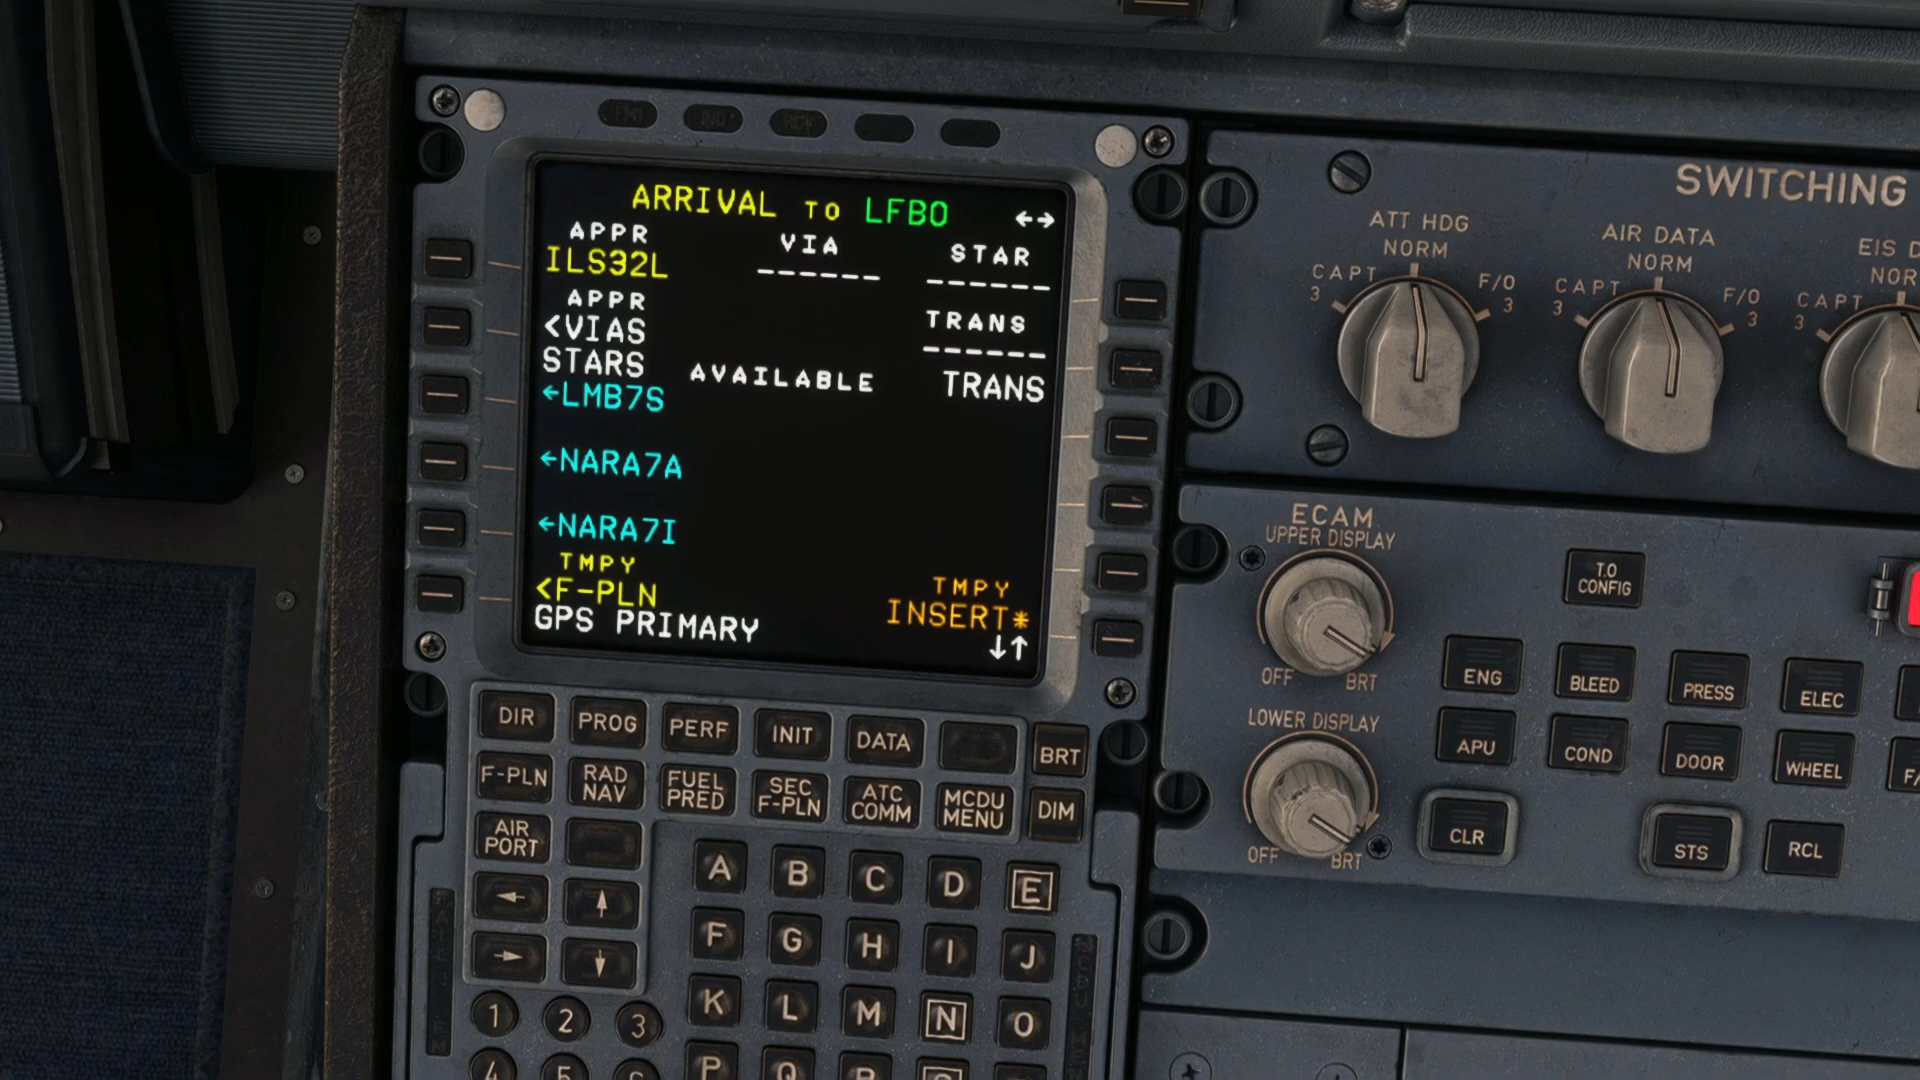 ARRIVAL TO LFBO ↔
APPR VIA STAR
ILS32L ------ ------
APPR TRANS
<VIAS ------
STARS AVAILABLE TRANS
←LMB7S
←NARA7A
←NARA7I
TMPY TMPY
<F-PLN INSERT*
GPS PRIMARY ↓↑
DIR PROG PERF INIT DATA BRT
F-PLN RAD NAV FUEL PRED SEC F-PLN ATC COMM MCDU MENU DIM
AIR PORT
← ↑
→ ↓
A B C D E
F G H I J
K L M N O
1 2 3
SWITCHING
ATT HDG
NORM
CAPT 3 F/O 3
AIR DATA
NORM
CAPT 3 F/O 3
EIS D
NOR
CAPT 3
ECAM
UPPER DISPLAY
OFF BRT
T.O CONFIG
LOWER DISPLAY
OFF BRT
ENG BLEED PRESS ELEC
APU COND DOOR WHEEL F/
CLR STS RCL